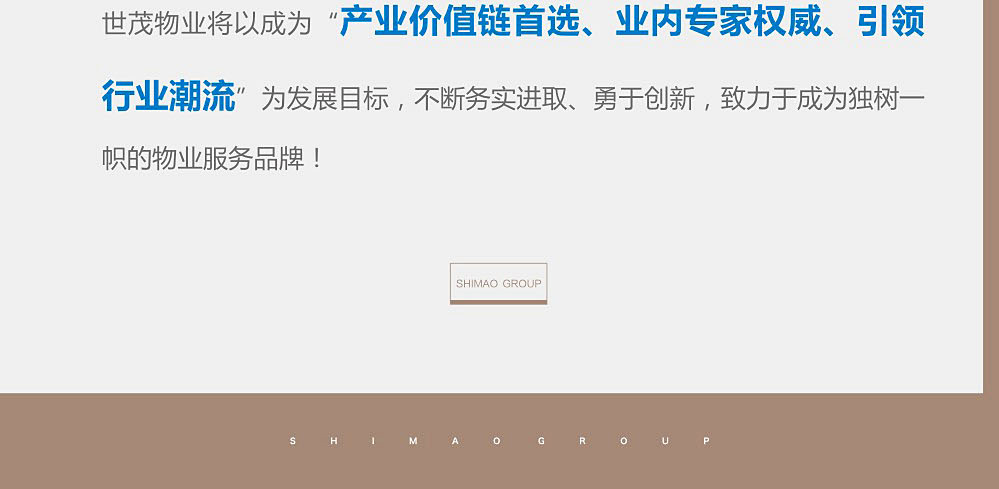 世茂物业将以成为“产业价值链首选、业内专家权威、引领
行业潮流”为发展目标，不断务实进取、勇于创新，致力于成为独树一
帜的物业服务品牌！
SHIMAO GROUP
SHIMAO GROUP